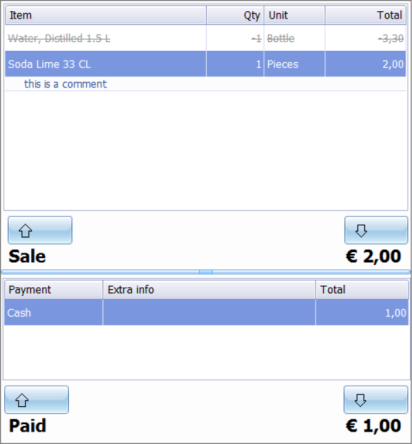 Item Qty Unit Total
Water, Distilled 1.5 L -1 Bottle -3,30
Soda Lime 33 CL 1 Pieces 2,00
this is a comment
Sale € 2,00
Payment Extra info Total
Cash 1,00
Paid € 1,00